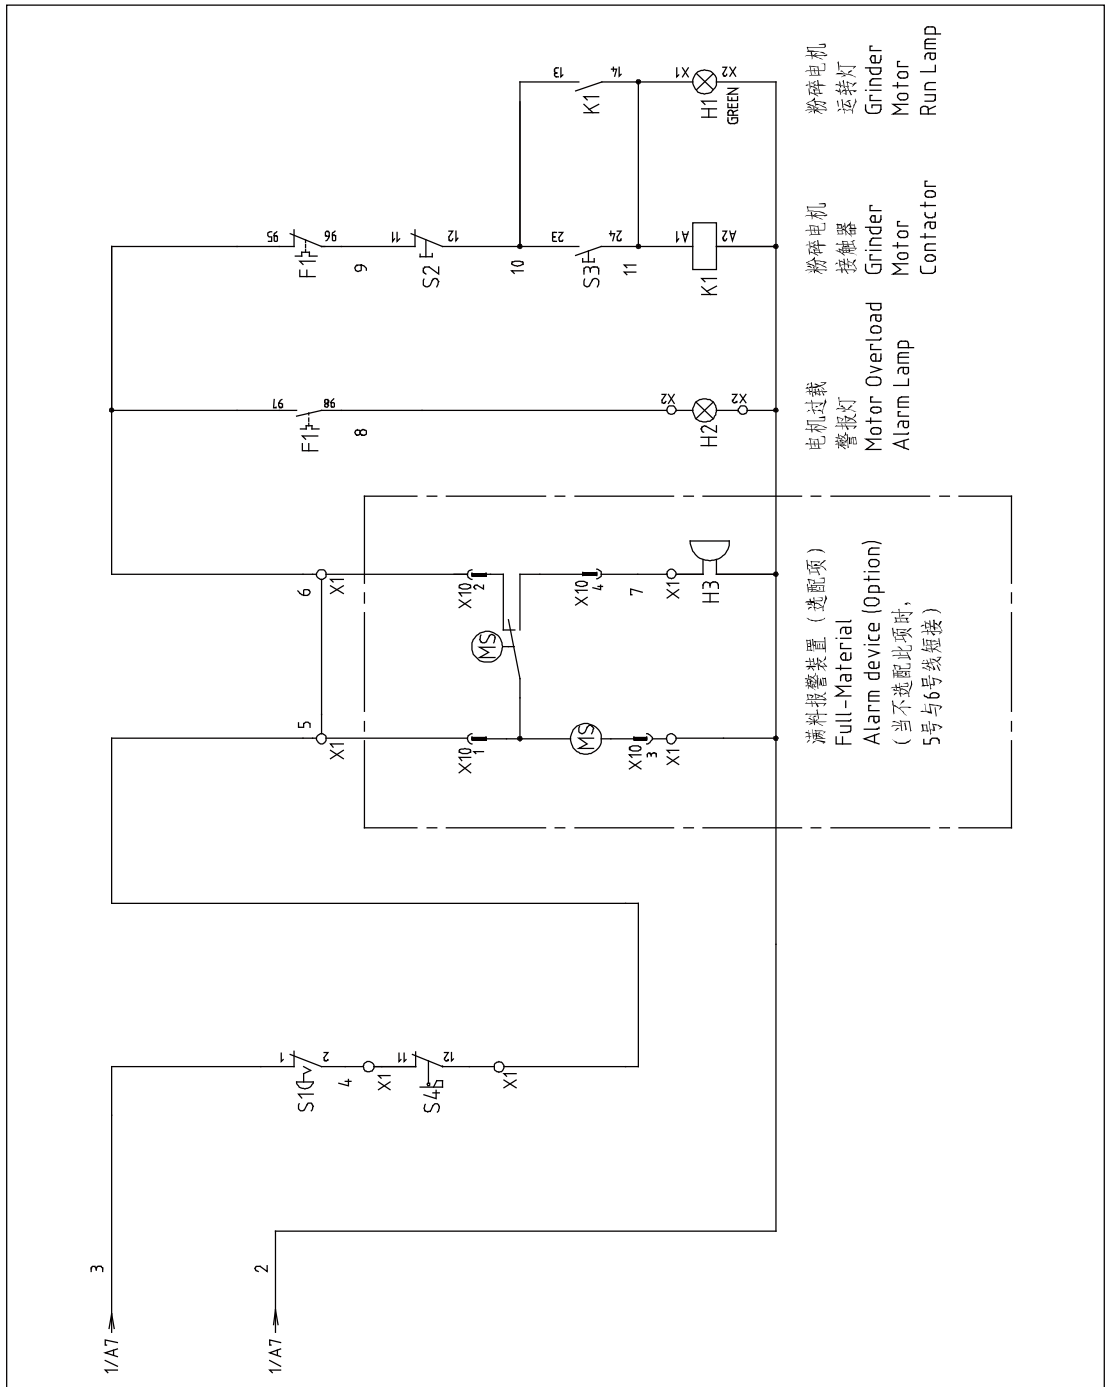 1/A7
3
1/A7
2
S1
1
2
4
X1
S4
11
12
X1
5
X1
6
X1
X10
1
X10
2
MS
MS
X10
3
X1
X10
4
7
X1
H3
F1
97
98
8
X2
H2
X2
F1
95
96
9
S2
11
12
10
S3
23
24
11
K1
A1
A2
K1
13
14
H1
X1
X2
GREEN
满料报警装置（选配项）
Full-Material
Alarm device (Option)
（当不选配此项时,
5号与6号线短接）
电机过载
警报灯
Motor Overload
Alarm Lamp
粉碎电机
接触器
Grinder
Motor
Contactor
粉碎电机
运转灯
Grinder
Motor
Run Lamp